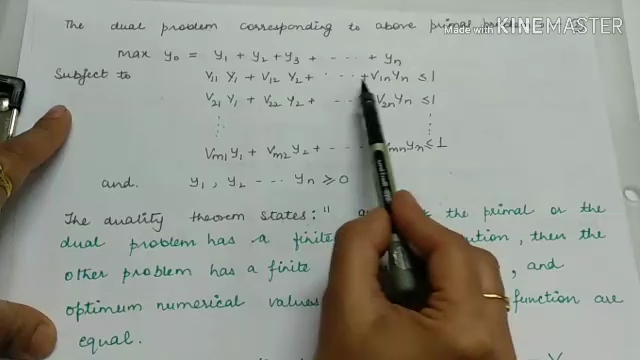 The dual problem corresponding to above primal
Made With KINEMASTER
max y₀ = y₁ + y₂ + y₃ + ----- + yₙ
Subject to V₁₁ y₁ + V₁₂ y₂ + ----- + V₁ₙ yₙ ≤ 1
V₂₁ y₁ + V₂₂ y₂ + --- V₂ₙ yₙ ≤ 1
⋮ ⋮
Vₘ₁ y₁ + Vₘ₂ y₂ + --- ₘₙ yₙ ≤ 1
and. y₁, y₂ ---- yₙ ≥ 0
The duality theorem states: " the primal or the
dual problem has a finite then the
other problem has a finite , and
optimum numerical values function are
equal.